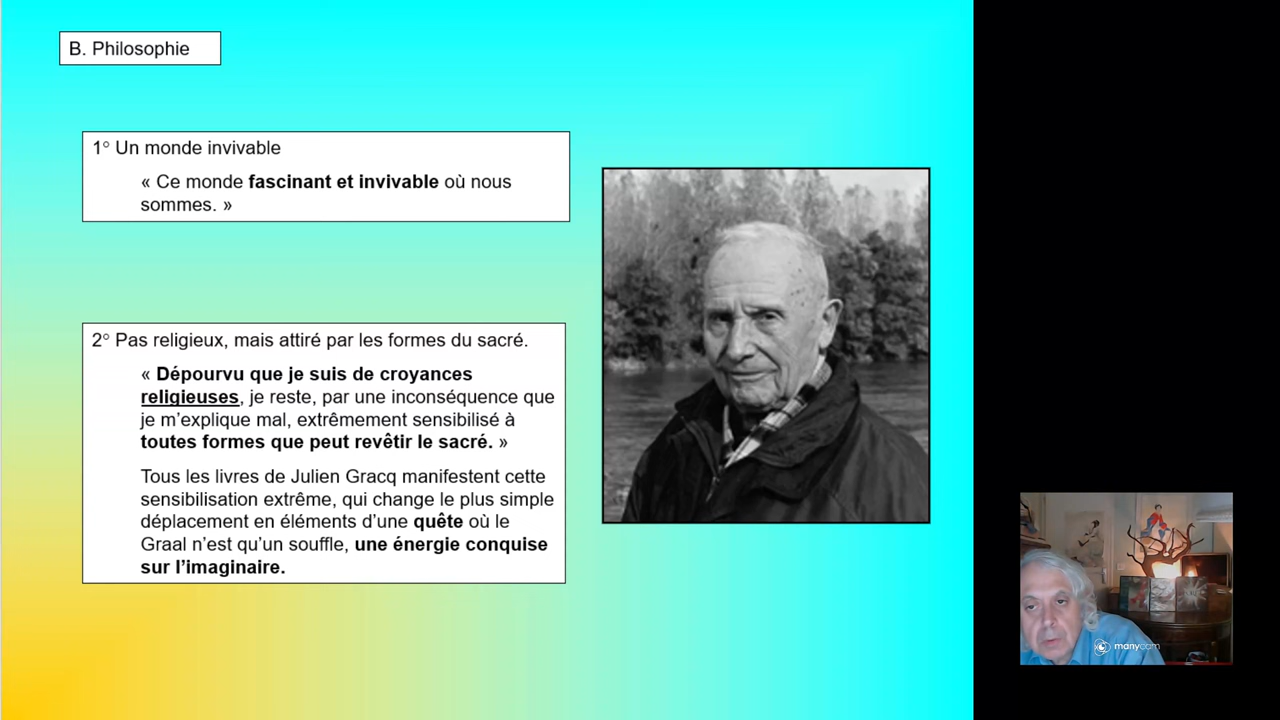 B. Philosophie
1° Un monde invivable
« Ce monde fascinant et invivable où nous
sommes. »
2° Pas religieux, mais attiré par les formes du sacré.
« Dépourvu que je suis de croyances
religieuses, je reste, par une inconséquence que
je m’explique mal, extrêmement sensibilisé à
toutes formes que peut revêtir le sacré. »
Tous les livres de Julien Gracq manifestent cette
sensibilisation extrême, qui change le plus simple
déplacement en éléments d’une quête où le
Graal n’est qu’un souffle, une énergie conquise
sur l’imaginaire.
manycam